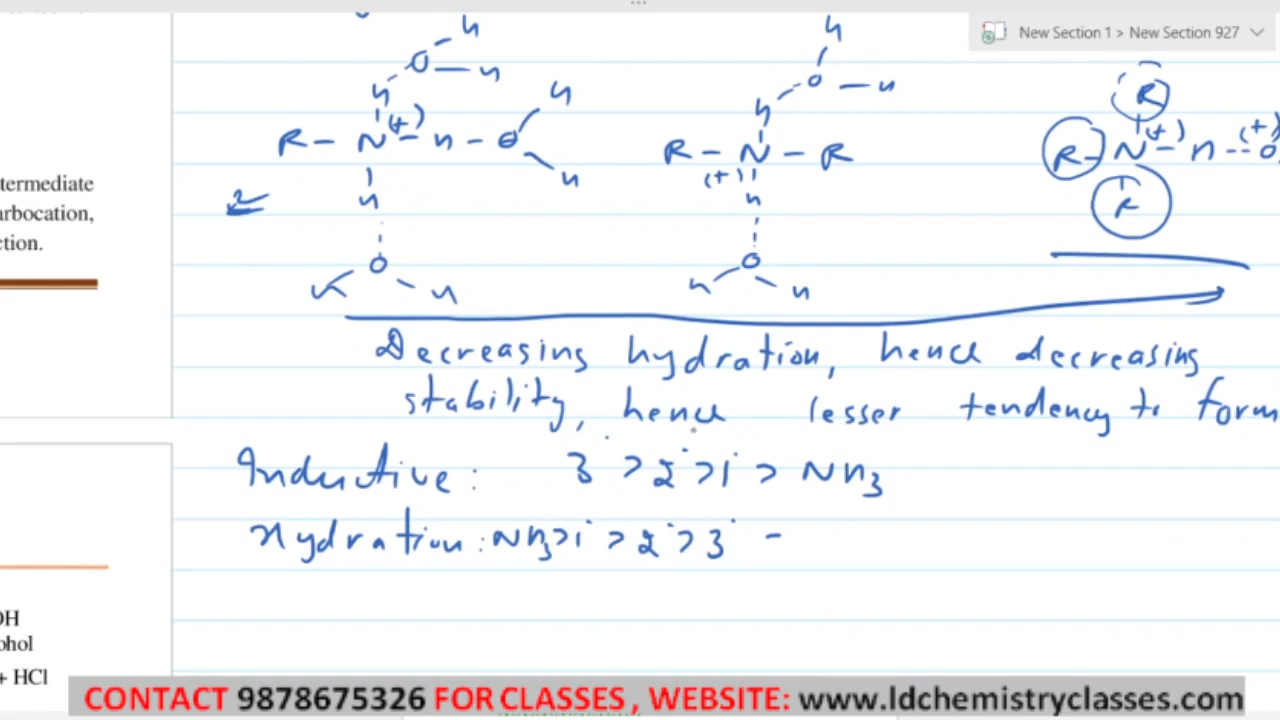 New Section 1 > New Section 927
H
O — H
H
R — N (+) — H — O
H
H
H
O
H
H
O — H
H
R — N — R
(+)
H
O
H H
R
R — N (+) — H --- O (+)
R
termediate
arbocation,
ction.
Decreasing hydration, hence decreasing
stability, hence lesser tendency to form
Inductive: 3° > 2° > 1° > NH3
Hydration: NH3 > 1° > 2° > 3° –
OH
ohol
+ HCl
CONTACT 9878675326 FOR CLASSES , WEBSITE: www.ldchemistryclasses.com